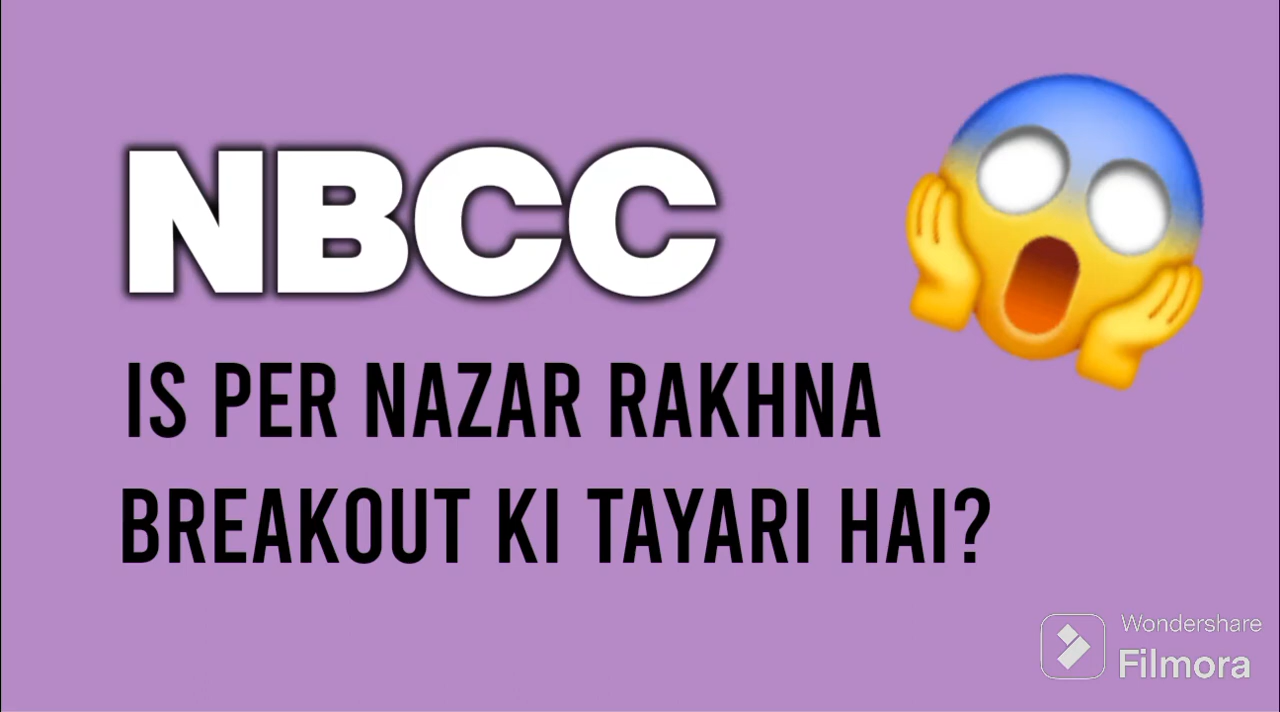 NBCC
IS PER NAZAR RAKHNA
BREAKOUT KI TAYARI HAI?
Wondershare
Filmora